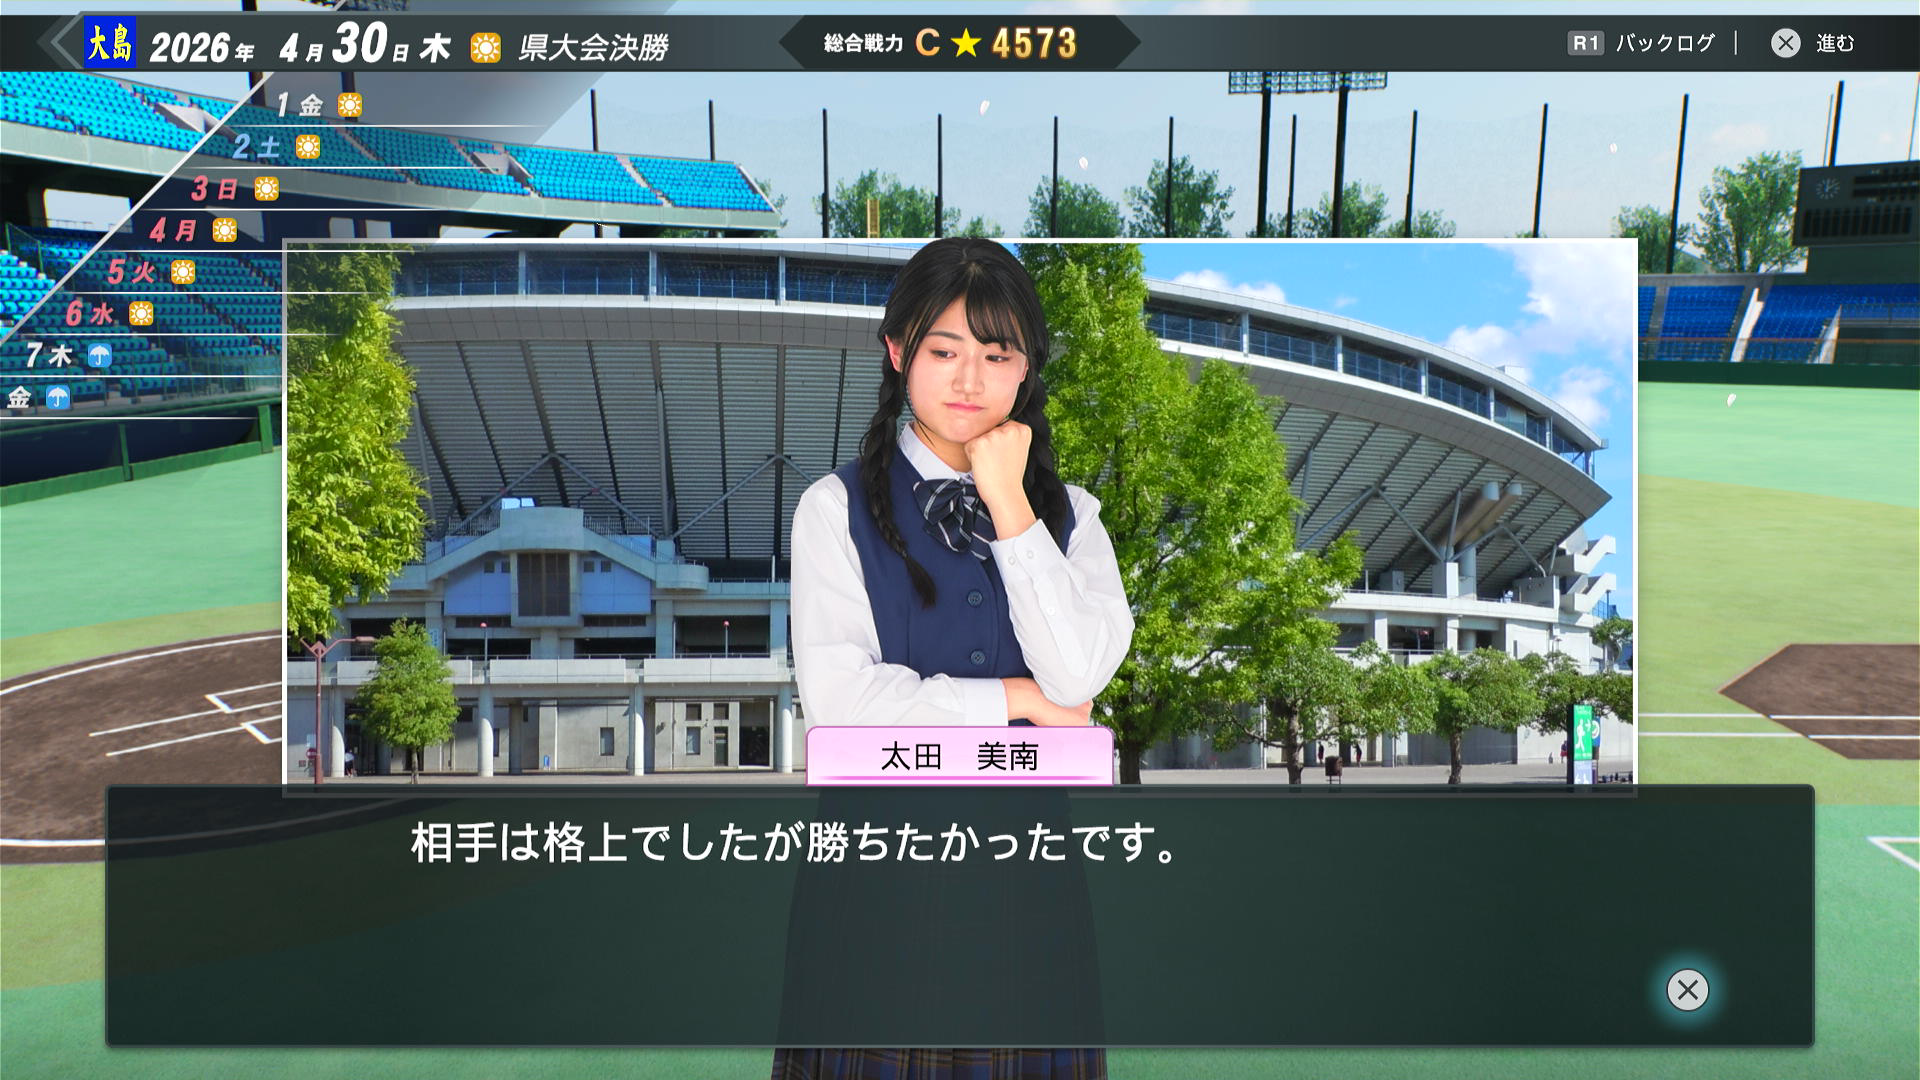 大島 2026年 4月30日 木 県大会決勝
総合戦力 C ★ 4573
R1 バックログ | × 進む
1 金
2 土
3 日
4 月
5 火
6 水
7 木
金
太田 美南
相手は格上でしたが勝ちたかったです。